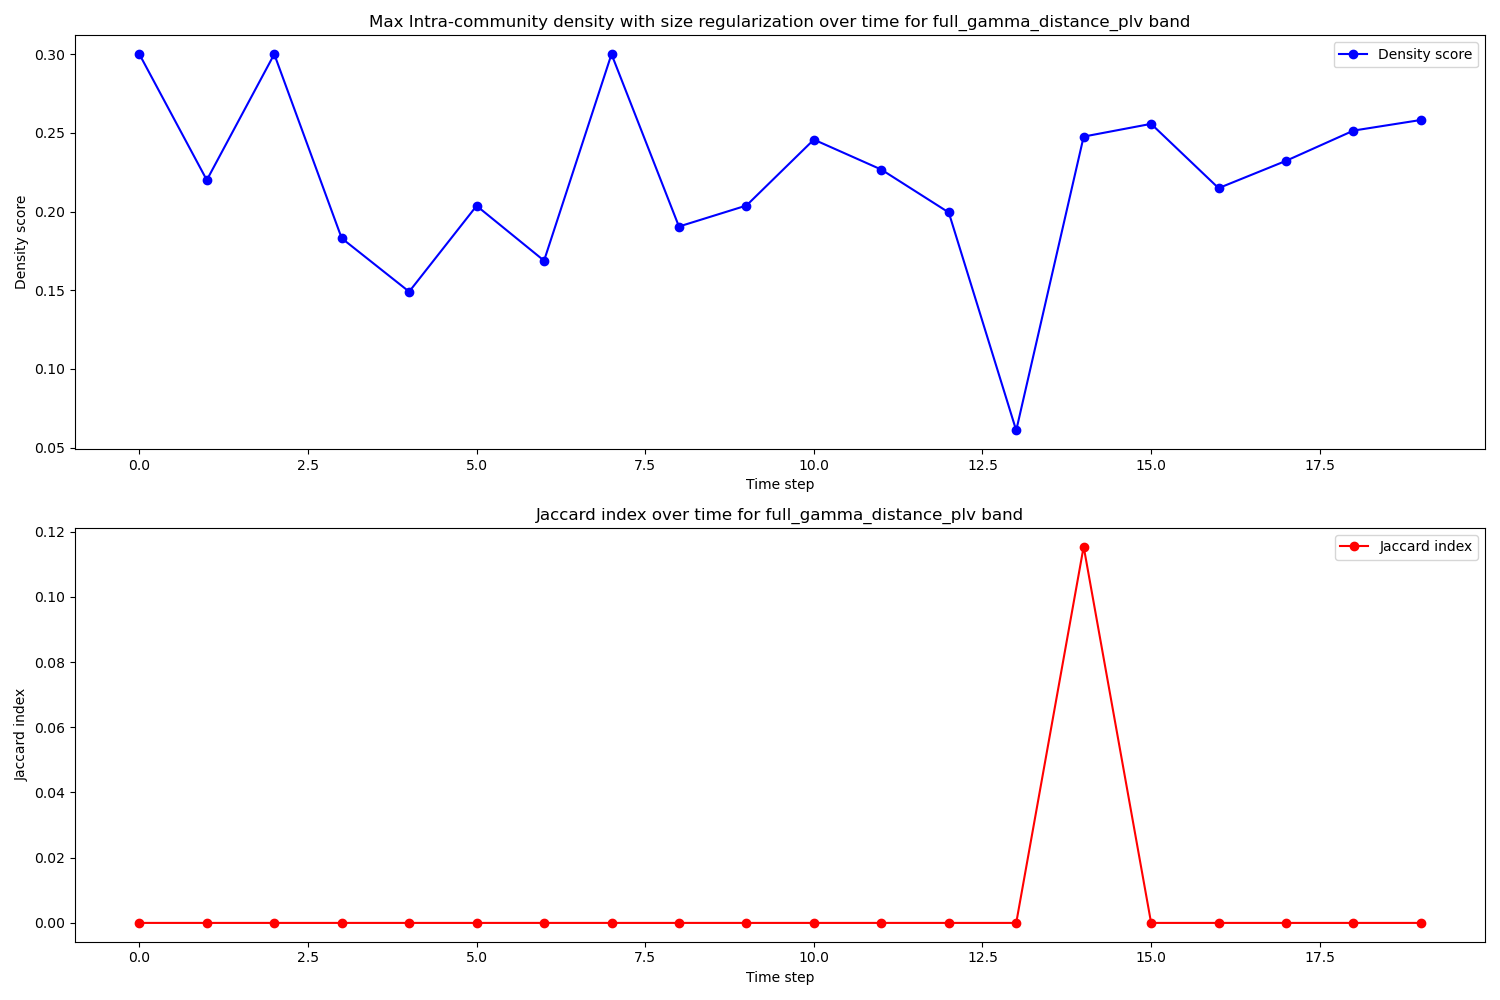 Max Intra-community density with size regularization over time for full_gamma_distance_plv band
Density score
0.30
0.25
0.20
0.15
0.10
0.05
Density score
0.0 2.5 5.0 7.5 10.0 12.5 15.0 17.5
Time step
Jaccard index over time for full_gamma_distance_plv band
Jaccard index
0.12
0.10
0.08
0.06
0.04
0.02
0.00
Jaccard index
0.0 2.5 5.0 7.5 10.0 12.5 15.0 17.5
Time step